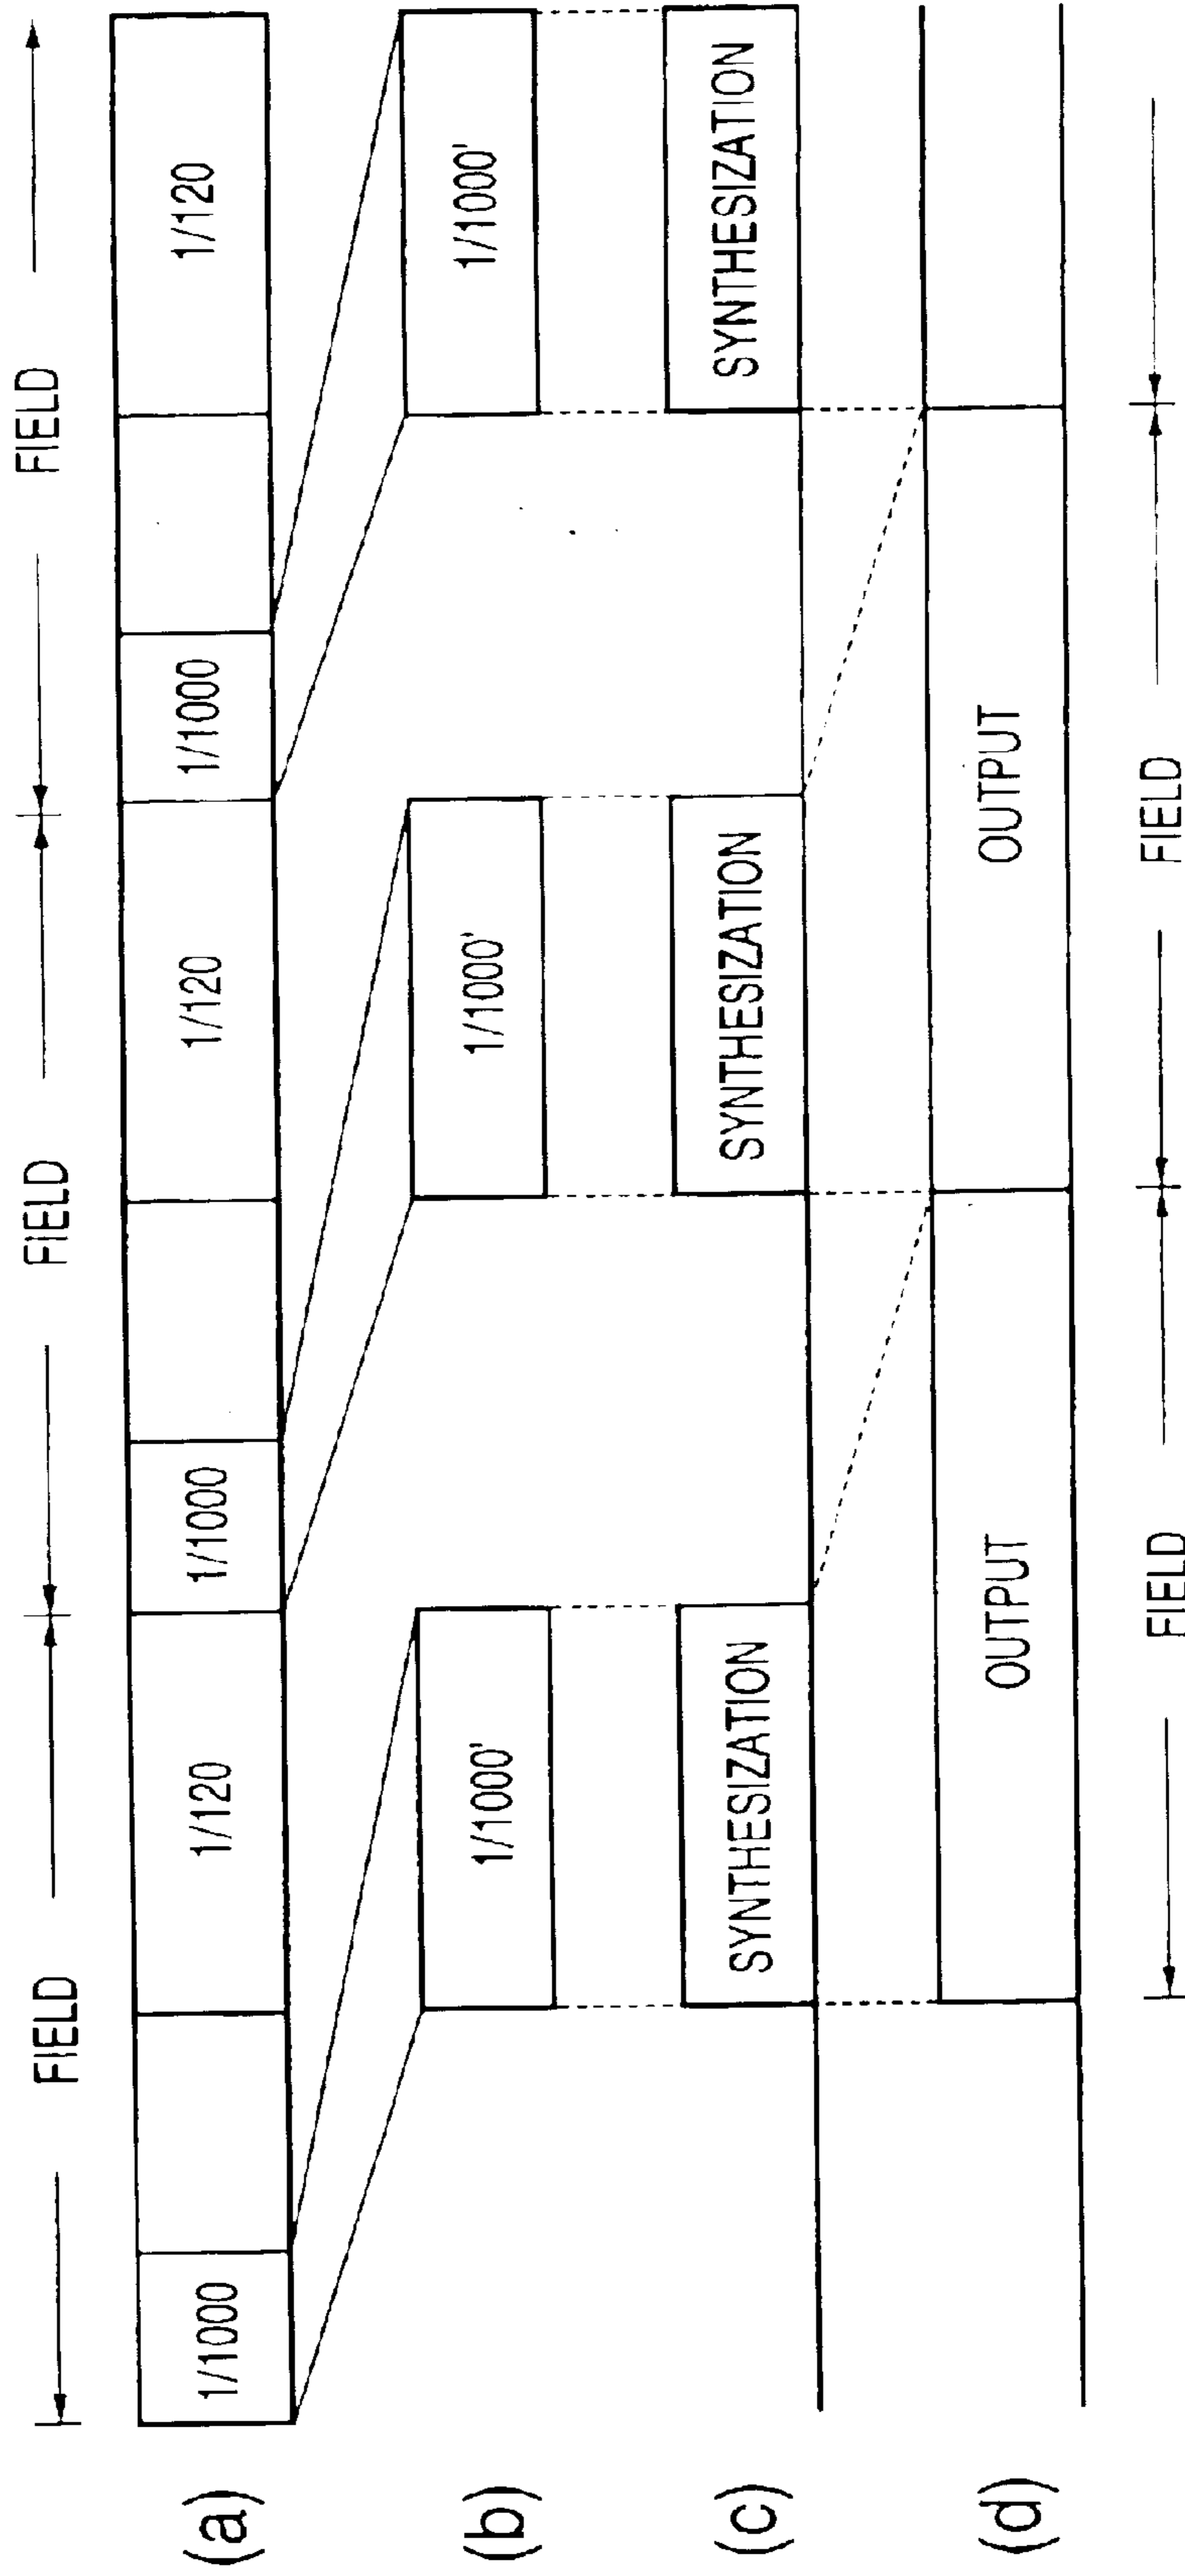 FIELD FIELD FIELD
(a) 1/1000 1/120 1/1000 1/120 1/1000 1/120
(b) 1/1000' 1/1000' 1/1000'
(c) SYNTHESIZATION SYNTHESIZATION SYNTHESIZATION
(d) OUTPUT OUTPUT
FIELD FIELD